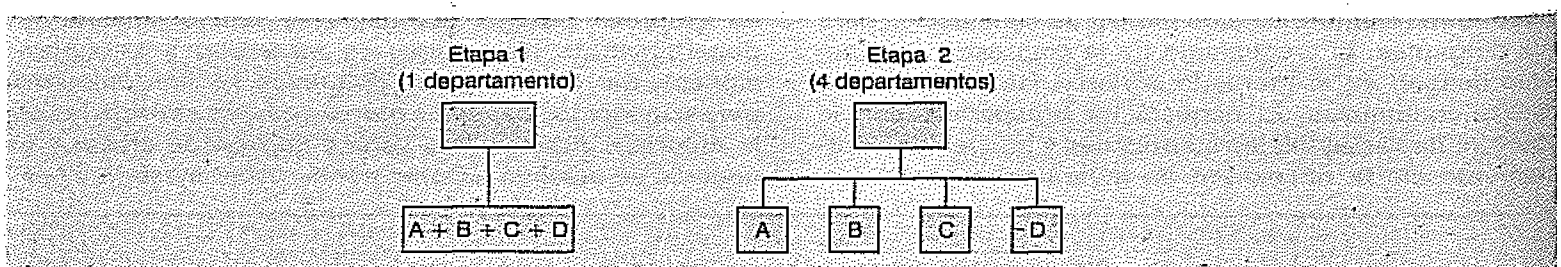 Etapa 1
(1 departamento)
A + B + C + D
Etapa 2
(4 departamentos)
A B C D